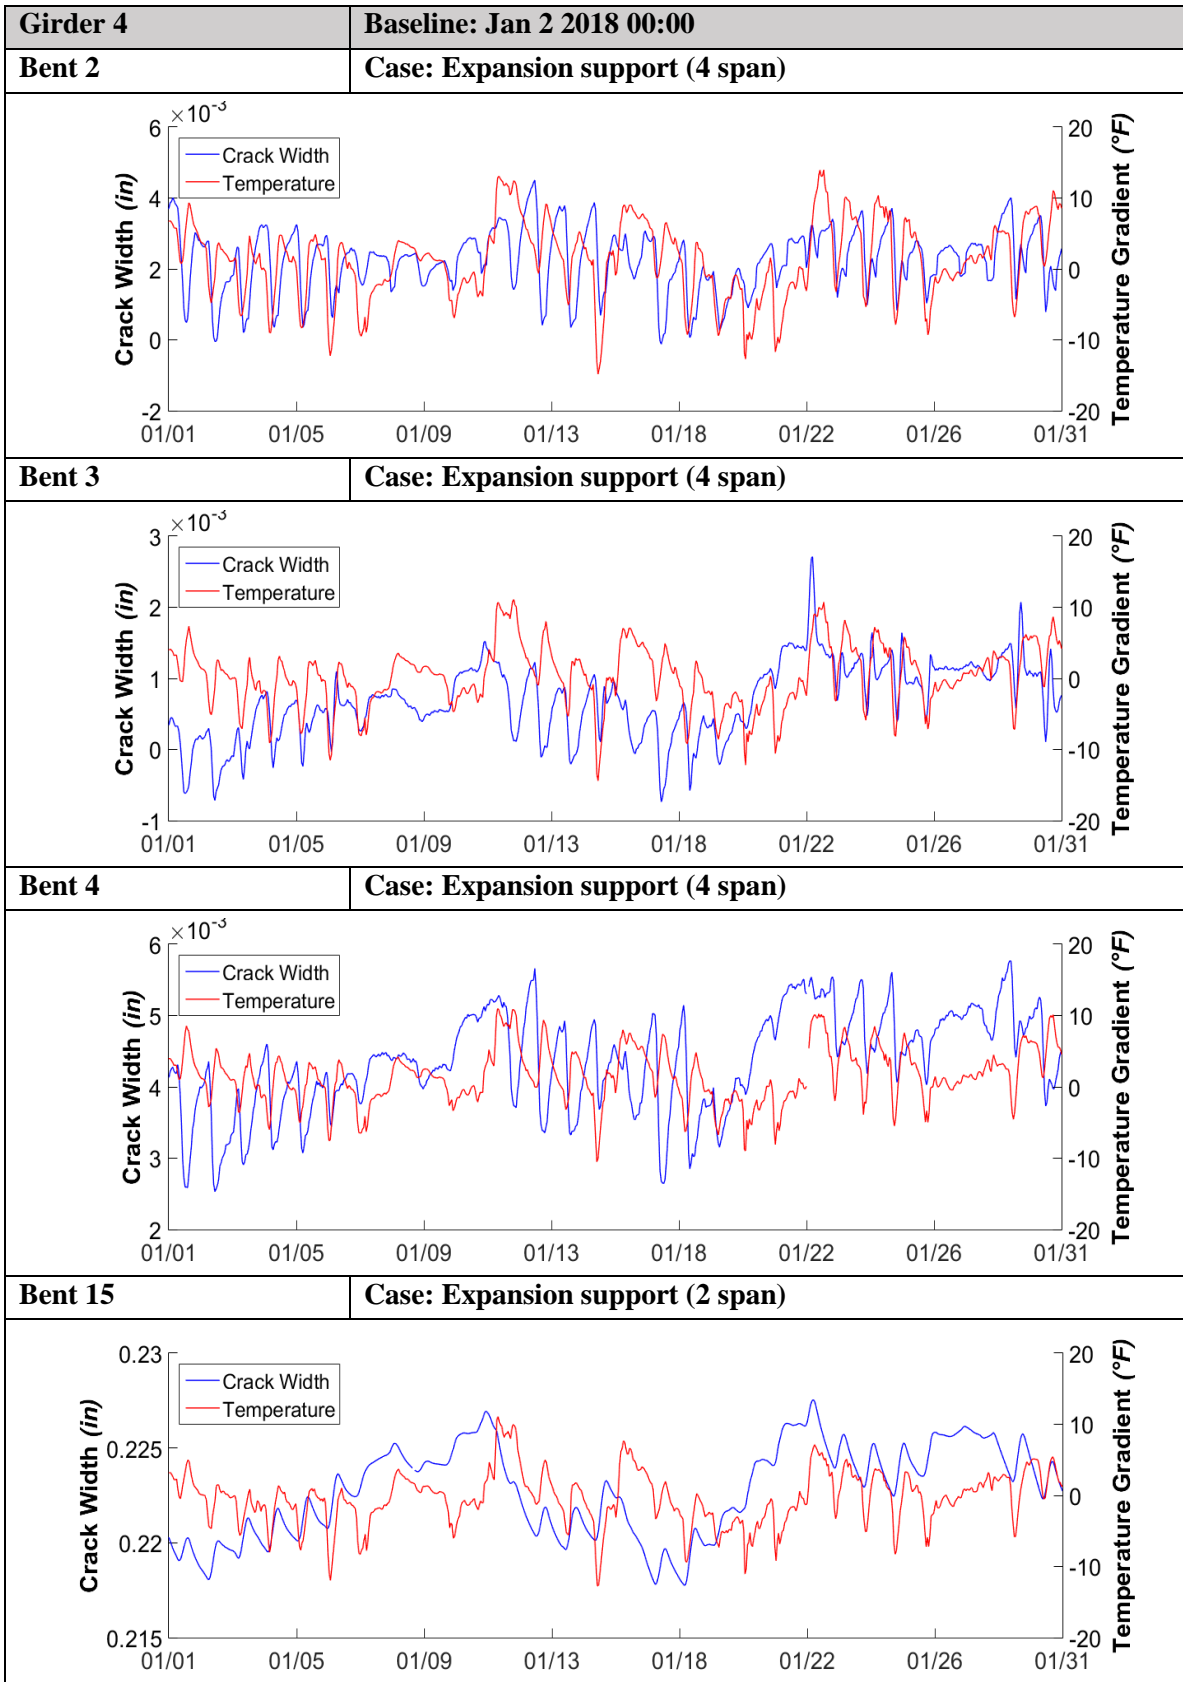 Girder 4 Baseline: Jan 2 2018 00:00
Bent 2 Case: Expansion support (4 span)
×10⁻³
6 20
Crack Width
Temperature
4 10
2 0
0 -10
-2 -20
Crack Width (in)
Temperature Gradient (°F)
01/01 01/05 01/09 01/13 01/18 01/22 01/26 01/31
Bent 3 Case: Expansion support (4 span)
×10⁻³
3 20
Crack Width
Temperature
2 10
1 0
0 -10
-1 -20
Crack Width (in)
Temperature Gradient (°F)
01/01 01/05 01/09 01/13 01/18 01/22 01/26 01/31
Bent 4 Case: Expansion support (4 span)
×10⁻³
6 20
Crack Width
Temperature
5 10
4 0
3 -10
2 -20
Crack Width (in)
Temperature Gradient (°F)
01/01 01/05 01/09 01/13 01/18 01/22 01/26 01/31
Bent 15 Case: Expansion support (2 span)
0.23 20
Crack Width
Temperature
0.225 10
0
0.22
-10
0.215 -20
Crack Width (in)
Temperature Gradient (°F)
01/01 01/05 01/09 01/13 01/18 01/22 01/26 01/31